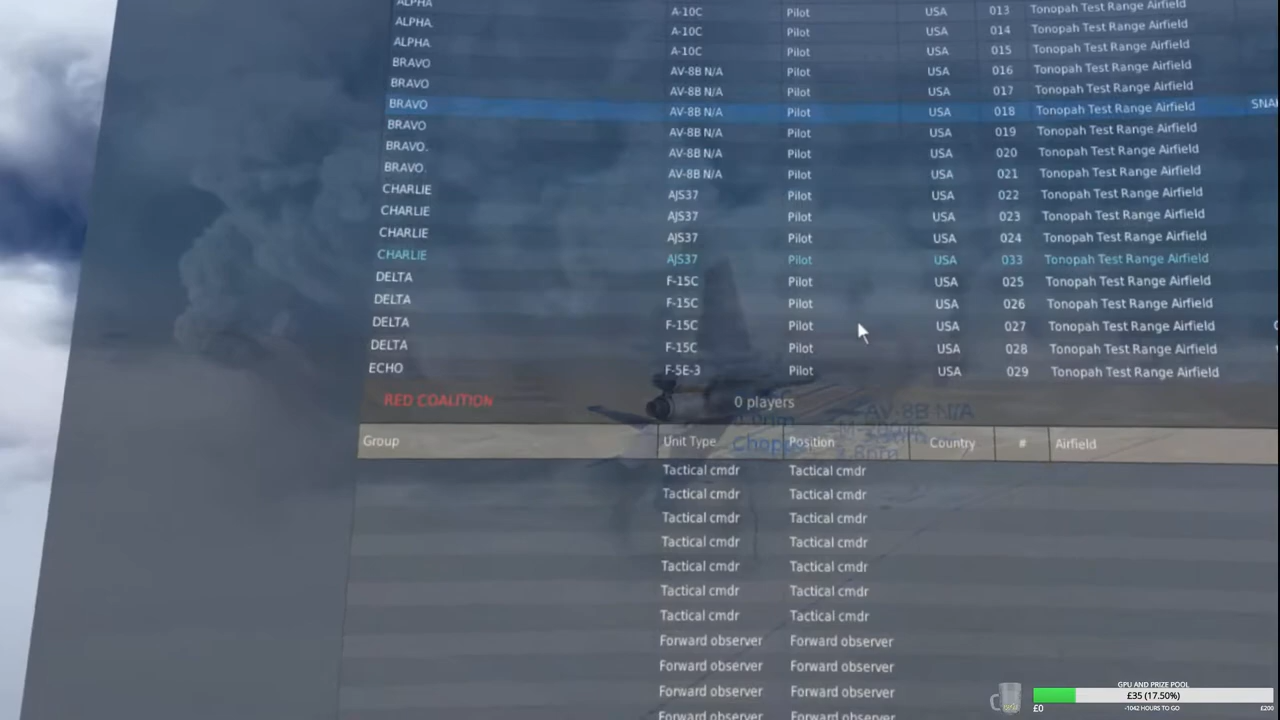 ALPHA A-10C Pilot USA 013 Tonopah Test Range Airfield
ALPHA. A-10C Pilot USA 014 Tonopah Test Range Airfield
ALPHA. A-10C Pilot USA 015 Tonopah Test Range Airfield
BRAVO AV-8B N/A Pilot USA 016 Tonopah Test Range Airfield
BRAVO AV-8B N/A Pilot USA 017 Tonopah Test Range Airfield
BRAVO AV-8B N/A Pilot USA 018 Tonopah Test Range Airfield
BRAVO AV-8B N/A Pilot USA 019 Tonopah Test Range Airfield
BRAVO. AV-8B N/A Pilot USA 020 Tonopah Test Range Airfield
BRAVO. AV-8B N/A Pilot USA 021 Tonopah Test Range Airfield
CHARLIE AJS37 Pilot USA 022 Tonopah Test Range Airfield
CHARLIE AJS37 Pilot USA 023 Tonopah Test Range Airfield
CHARLIE AJS37 Pilot USA 024 Tonopah Test Range Airfield
CHARLIE AJS37 Pilot USA 033 Tonopah Test Range Airfield
DELTA F-15C Pilot USA 025 Tonopah Test Range Airfield
DELTA F-15C Pilot USA 026 Tonopah Test Range Airfield
DELTA F-15C Pilot USA 027 Tonopah Test Range Airfield
DELTA F-15C Pilot USA 028 Tonopah Test Range Airfield
ECHO F-5E-3 Pilot USA 029 Tonopah Test Range Airfield
RED COALITION 0 players
AV-8B N/A
Group Unit Type Position Country # Airfield
Tactical cmdr Tactical cmdr
Tactical cmdr Tactical cmdr
Tactical cmdr Tactical cmdr
Tactical cmdr Tactical cmdr
Tactical cmdr Tactical cmdr
Tactical cmdr Tactical cmdr
Tactical cmdr Tactical cmdr
Forward observer Forward observer
Forward observer Forward observer
Forward observer Forward observer
Forward observer Forward observer
GPU AND PRIZE POOL
£35 (17.50%)
£0 -1042 HOURS TO GO £200